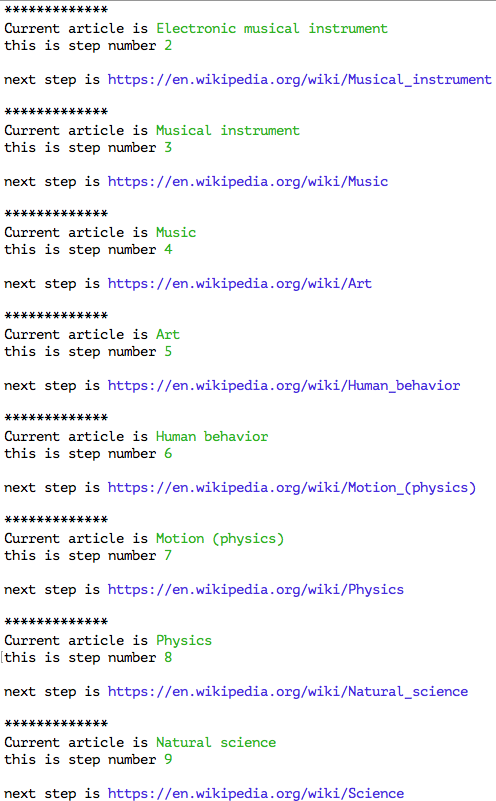 *************
Current article is Electronic musical instrument
this is step number 2
next step is https://en.wikipedia.org/wiki/Musical_instrument
*************
Current article is Musical instrument
this is step number 3
next step is https://en.wikipedia.org/wiki/Music
*************
Current article is Music
this is step number 4
next step is https://en.wikipedia.org/wiki/Art
*************
Current article is Art
this is step number 5
next step is https://en.wikipedia.org/wiki/Human_behavior
*************
Current article is Human behavior
this is step number 6
next step is https://en.wikipedia.org/wiki/Motion_(physics)
*************
Current article is Motion (physics)
this is step number 7
next step is https://en.wikipedia.org/wiki/Physics
*************
Current article is Physics
this is step number 8
next step is https://en.wikipedia.org/wiki/Natural_science
*************
Current article is Natural science
this is step number 9
next step is https://en.wikipedia.org/wiki/Science